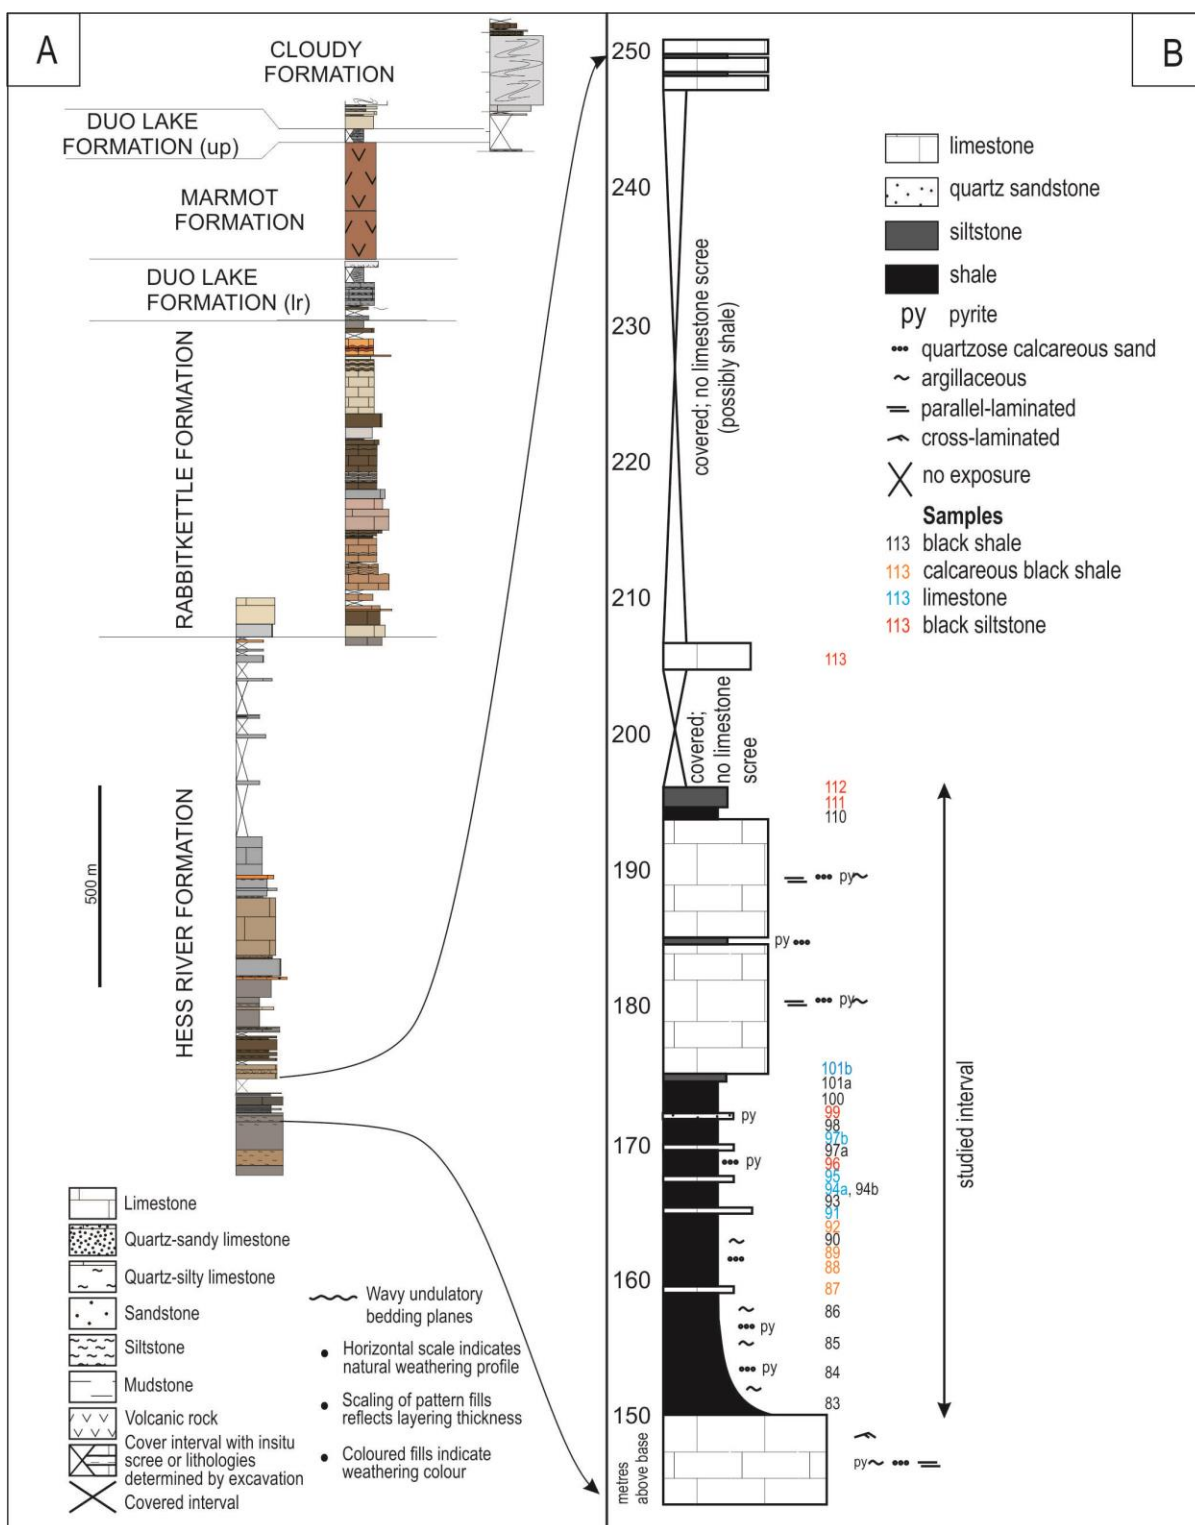 A
CLOUDY
FORMATION
DUO LAKE
FORMATION (up)
MARMOT
FORMATION
DUO LAKE
FORMATION (lr)
RABBITKETTLE FORMATION
HESS RIVER FORMATION
500 m
Limestone
Quartz-sandy limestone
Quartz-silty limestone
Sandstone
Siltstone
Mudstone
Volcanic rock
Cover interval with insitu
scree or lithologies
determined by excavation
Covered interval
Wavy undulatory
bedding planes
• Horizontal scale indicates
natural weathering profile
• Scaling of pattern fills
reflects layering thickness
• Coloured fills indicate
weathering colour
B
250
240
230
220
210
200
190
180
170
160
150
metres
above base
covered; no limestone scree
(possibly shale)
covered;
no limestone
scree
limestone
quartz sandstone
siltstone
shale
py pyrite
quartzose calcareous sand
argillaceous
parallel-laminated
cross-laminated
no exposure
Samples
113 black shale
113 calcareous black shale
113 limestone
113 black siltstone
113
112
111
110
py
py
py
101b
101a
100
99
py
98
97b
97a
96
py
95
94a, 94b
93
91
92
90
89
88
87
86
py
85
84
py
83
py
studied interval